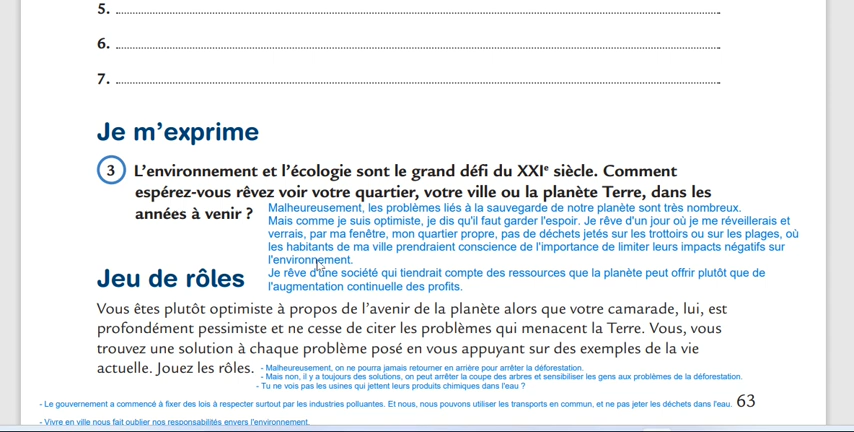 5. ........................................................................
6. ........................................................................
7. ........................................................................
Je m'exprime
3 L'environnement et l'écologie sont le grand défi du XXIe siècle. Comment
espérez-vous rêvez voir votre quartier, votre ville ou la planète Terre, dans les
années à venir ?
Malheureusement, les problèmes liés à la sauvegarde de notre planète sont très nombreux.
Mais comme je suis optimiste, je dis qu'il faut garder l'espoir. Je rêve d'un jour où je me réveillerais et
verrais, par ma fenêtre, mon quartier propre, pas de déchets jetés sur les trottoirs ou sur les plages, où
les habitants de ma ville prendraient conscience de l'importance de limiter leurs impacts négatifs sur
l'environnement.
Je rêve d'une société qui tiendrait compte des ressources que la planète peut offrir plutôt que de
l'augmentation continuelle des profits.
Jeu de rôles
Vous êtes plutôt optimiste à propos de l'avenir de la planète alors que votre camarade, lui, est
profondément pessimiste et ne cesse de citer les problèmes qui menacent la Terre. Vous, vous
trouvez une solution à chaque problème posé en vous appuyant sur des exemples de la vie
actuelle. Jouez les rôles.
- Malheureusement, on ne pourra jamais retourner en arrière pour arrêter la déforestation.
- Mais non, il y a toujours des solutions, on peut arrêter la coupe des arbres et sensibiliser les gens aux problèmes de la déforestation.
- Tu ne vois pas les usines qui jettent leurs produits chimiques dans l'eau ?
- Le gouvernement a commencé à fixer des lois à respecter surtout par les industries polluantes. Et nous, nous pouvons utiliser les transports en commun, et ne pas jeter les déchets dans l'eau.
63
- Vivre en ville nous fait oublier nos responsabilités envers l'environnement.